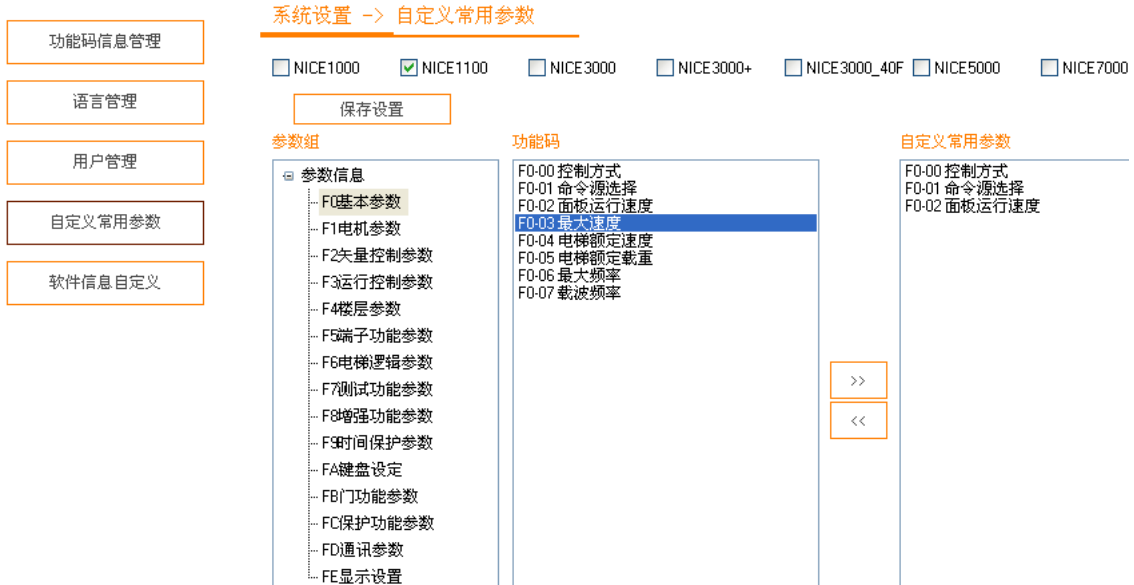 系统设置 -> 自定义常用参数
功能码信息管理
语言管理
用户管理
自定义常用参数
软件信息自定义
NICE1000 NICE1100 NICE3000 NICE3000+ NICE3000_40F NICE5000 NICE7000
保存设置
参数组
参数信息
F0基本参数
F1电机参数
F2矢量控制参数
F3运行控制参数
F4楼层参数
F5端子功能参数
F6电梯逻辑参数
F7测试功能参数
F8增强功能参数
F9时间保护参数
FA键盘设定
FB门功能参数
FC保护功能参数
FD通讯参数
FE显示设置
功能码
F0-00 控制方式
F0-01 命令源选择
F0-02 面板运行速度
F0-03 最大速度
F0-04 电梯额定速度
F0-05 电梯额定载重
F0-06 最大频率
F0-07 载波频率
>>
<<
自定义常用参数
F0-00 控制方式
F0-01 命令源选择
F0-02 面板运行速度